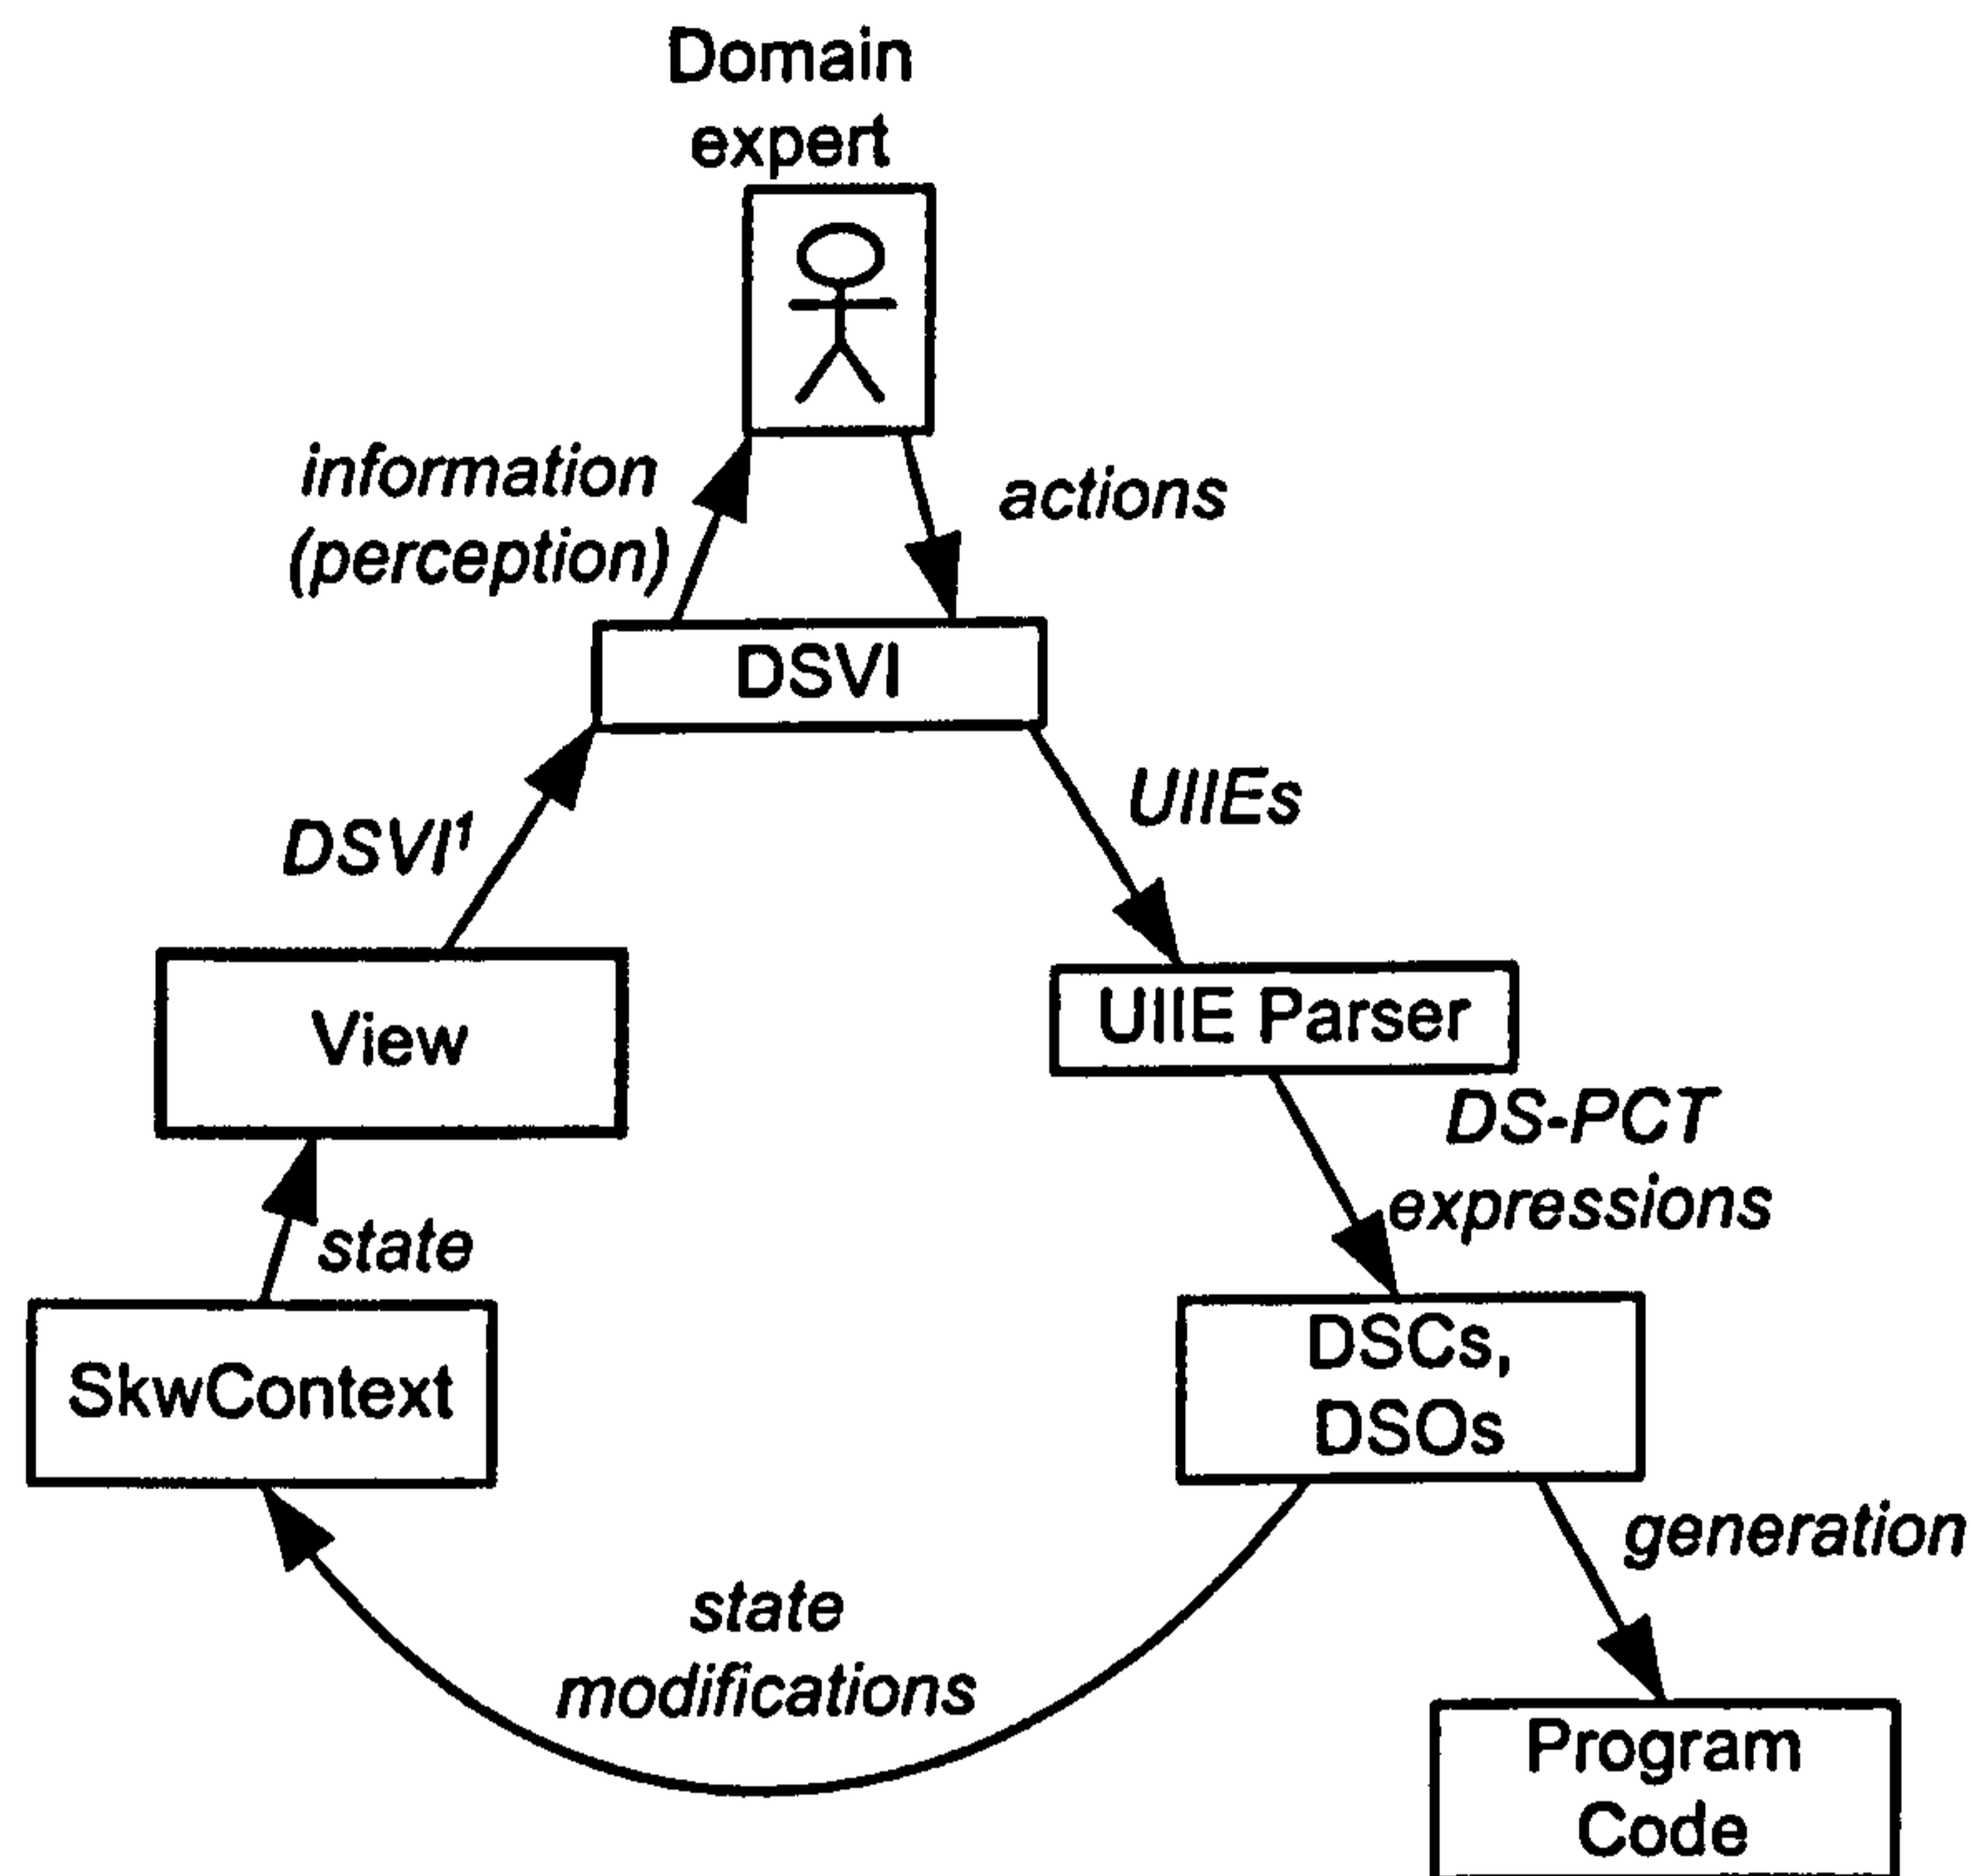 Domain
expert
information
(perception)
actions
DSVI
UIIEs
DSVI¹
View
UIIE Parser
DS-PCT
expressions
state
SkwContext
DSCs,
DSOs
generation
state
modifications
Program
Code